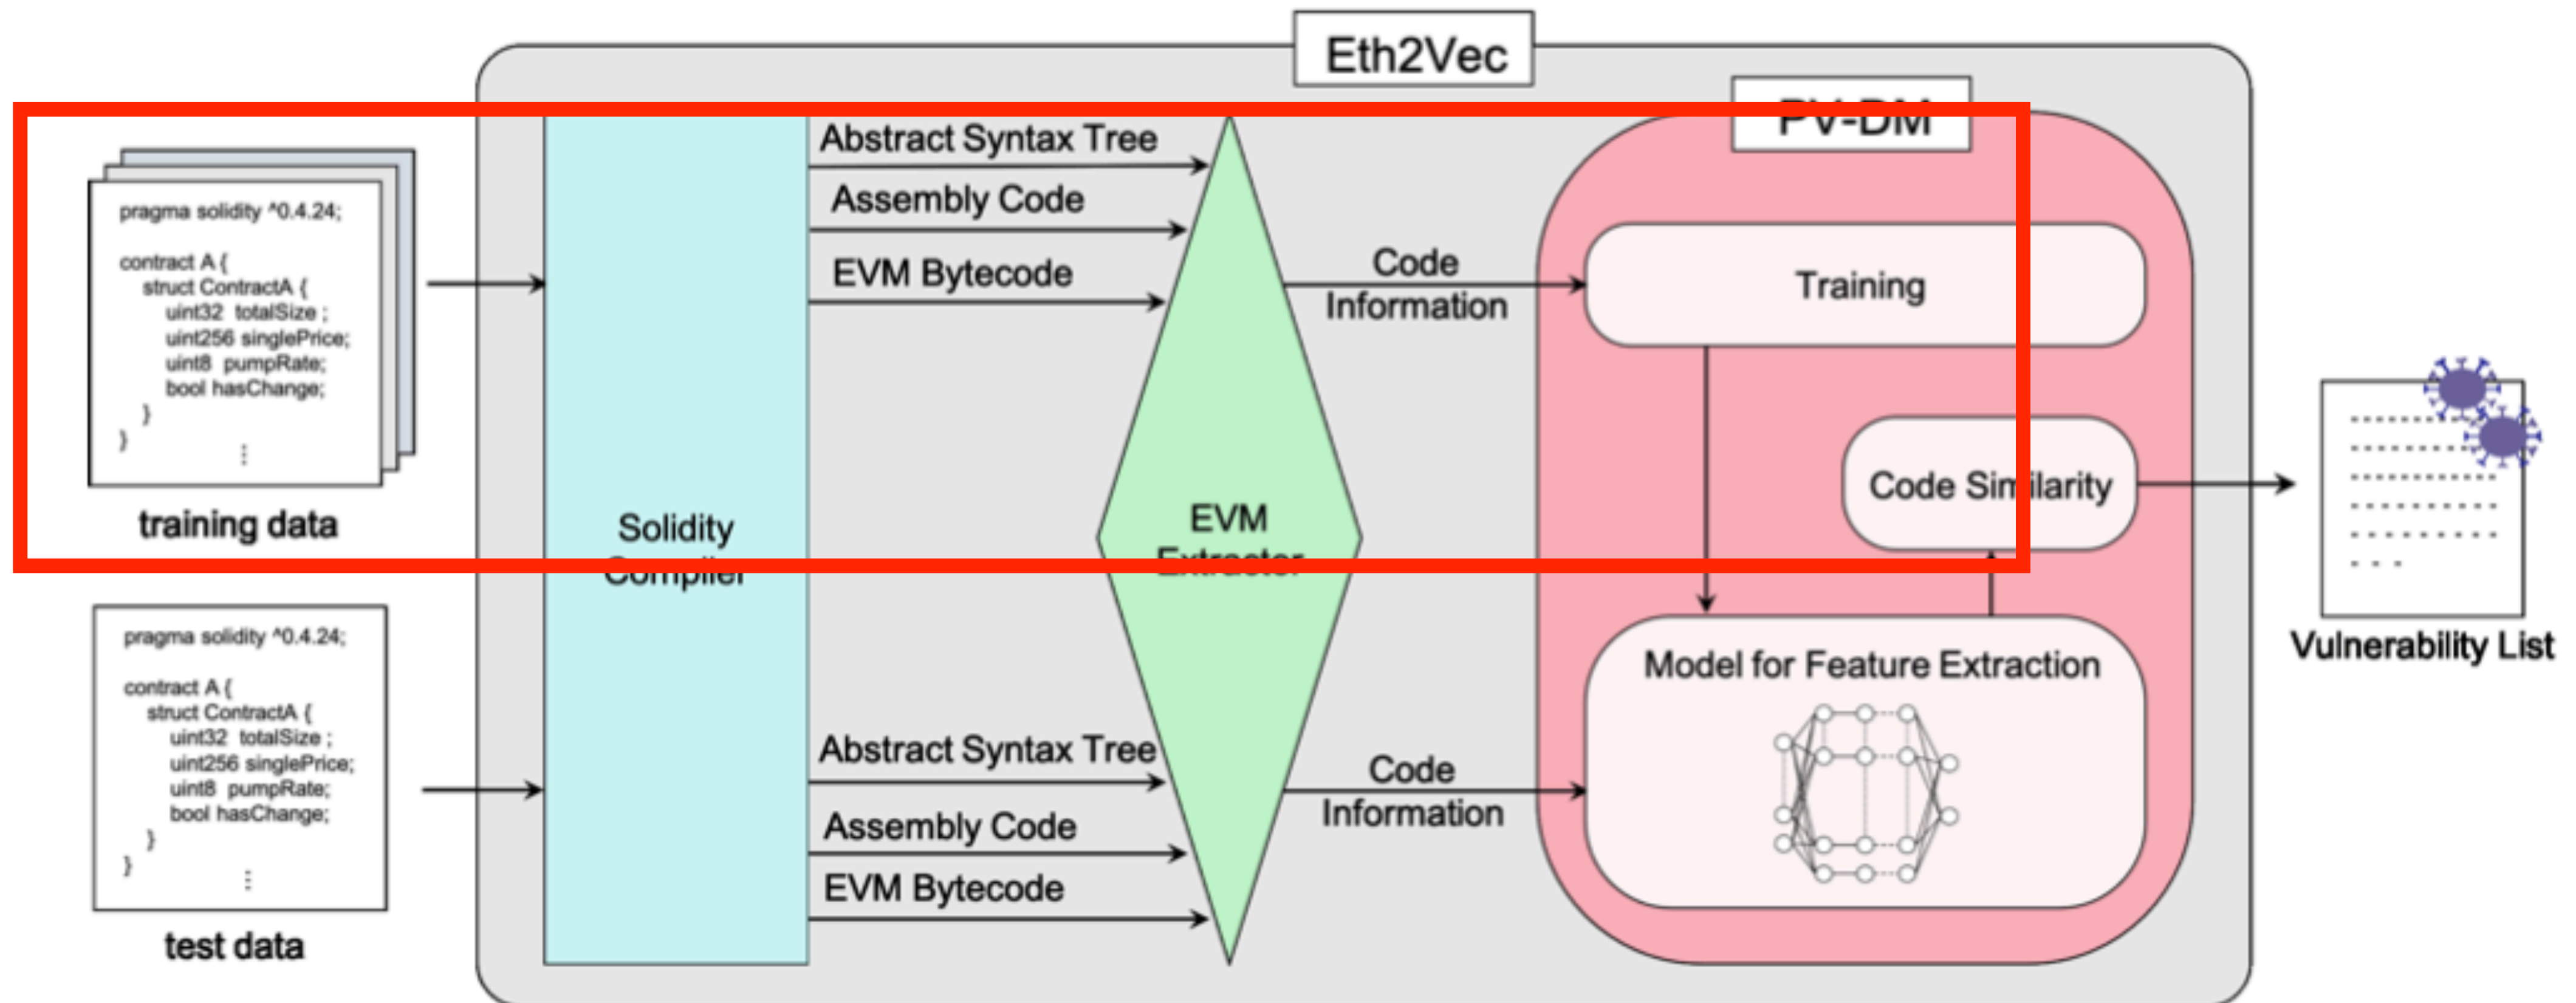 Eth2Vec
PV-DM
Abstract Syntax Tree
Assembly Code
EVM Bytecode
pragma solidity ^0.4.24;
contract A {
struct ContractA {
uint32 totalSize ;
uint256 singlePrice;
uint8 pumpRate;
bool hasChange;
}
}
⋮
training data
Code
Information
Training
Solidity
Compiler
EVM
Extractor
Code Similarity
Vulnerability List
pragma solidity ^0.4.24;
contract A {
struct ContractA {
uint32 totalSize ;
uint256 singlePrice;
uint8 pumpRate;
bool hasChange;
}
}
⋮
test data
Abstract Syntax Tree
Assembly Code
EVM Bytecode
Code
Information
Model for Feature Extraction